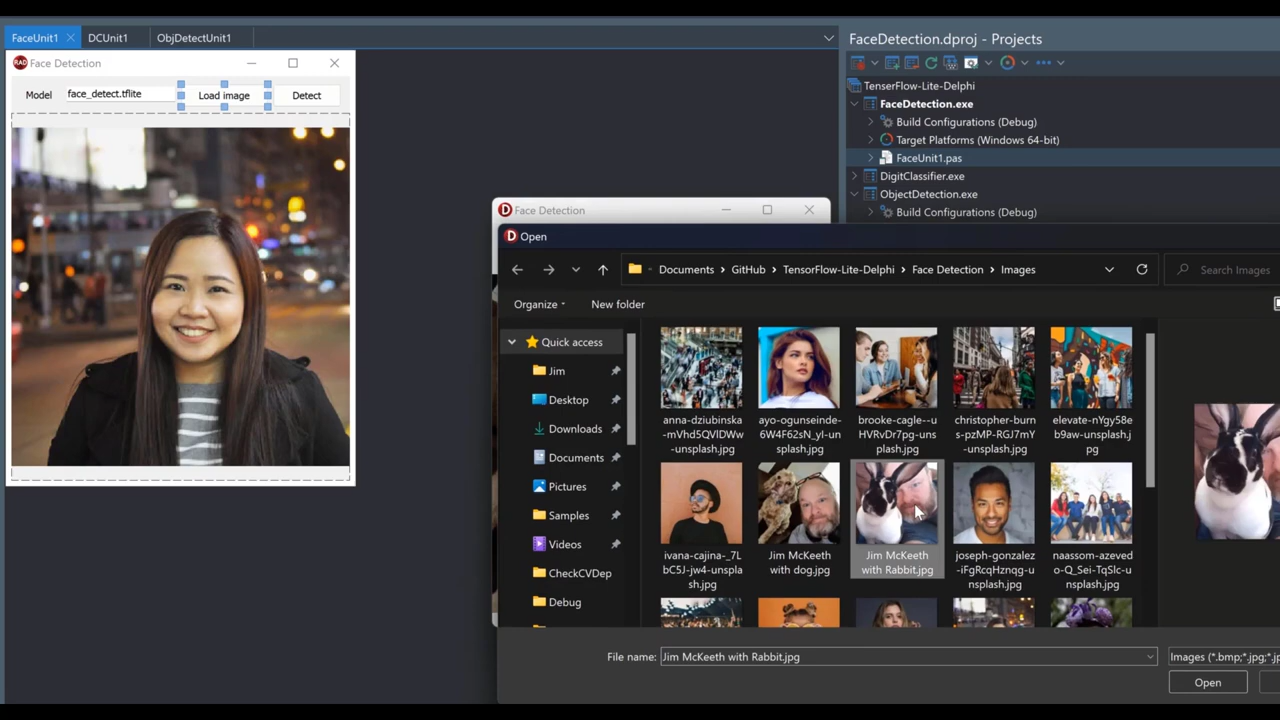 FaceUnit1
DCUnit1
ObjDetectUnit1
FaceDetection.dproj - Projects
RAD Face Detection
Model
face_detect.tflite
Load image
Detect
TenserFlow-Lite-Delphi
FaceDetection.exe
Build Configurations (Debug)
Target Platforms (Windows 64-bit)
FaceUnit1.pas
DigitClassifier.exe
ObjectDetection.exe
Build Configurations (Debug)
D Face Detection
D Open
Documents
GitHub
TensorFlow-Lite-Delphi
Face Detection
Images
Search Images
Organize
New folder
Quick access
Jim
Desktop
Downloads
Documents
Pictures
Samples
Videos
CheckCVDep
Debug
anna-dziubinska
-mVhd5QVlDWw
-unsplash.jpg
ayo-ogunseinde-
6W4F62sN_yI-un
splash.jpg
brooke-cagle--u
HVRvDr7pg-uns
plash.jpg
christopher-bur
ns-pzMP-RGJ7mY
-unsplash.jpg
elevate-nYgy58e
b9aw-unsplash.j
pg
ivana-cajina-_7L
bC5J-jw4-unspla
sh.jpg
Jim McKeeth
with dog.jpg
Jim McKeeth
with Rabbit.jpg
joseph-gonzalez
-iFgRcqHznqg-u
nsplash.jpg
naassom-azeved
o-Q_Sei-TqSlc-u
nsplash.jpg
File name:
Jim McKeeth with Rabbit.jpg
Images (*.bmp;*.jpg;*.jp
Open